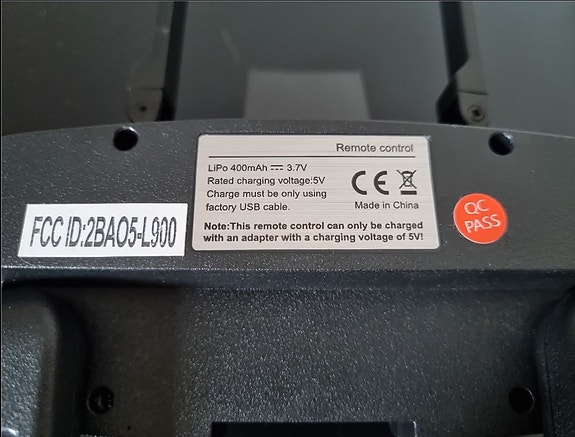 Remote control
LiPo 400mAh ⎓ 3.7V
Rated charging voltage:5V
Charge must be only using
factory USB cable.
CE
Made in China
Note:This remote control can only be charged
with an adapter with a charging voltage of 5V!
FCC ID:2BAO5-L900
QC
PASS